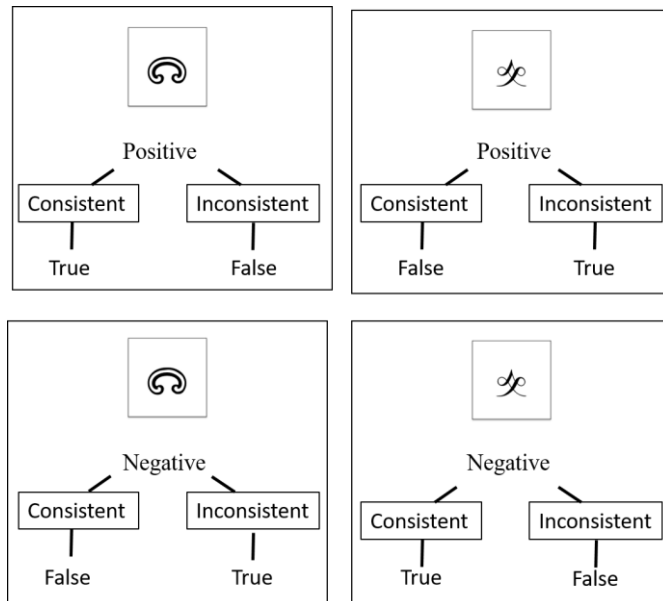 Positive
Consistent Inconsistent
True False
Positive
Consistent Inconsistent
False True
Negative
Consistent Inconsistent
False True
Negative
Consistent Inconsistent
True False